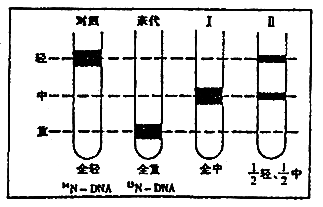 对照 亲代 Ⅰ Ⅱ
轻
中
重
全轻 全重 全中 1/2轻、1/2中
¹⁴N-DNA ¹⁵N-DNA